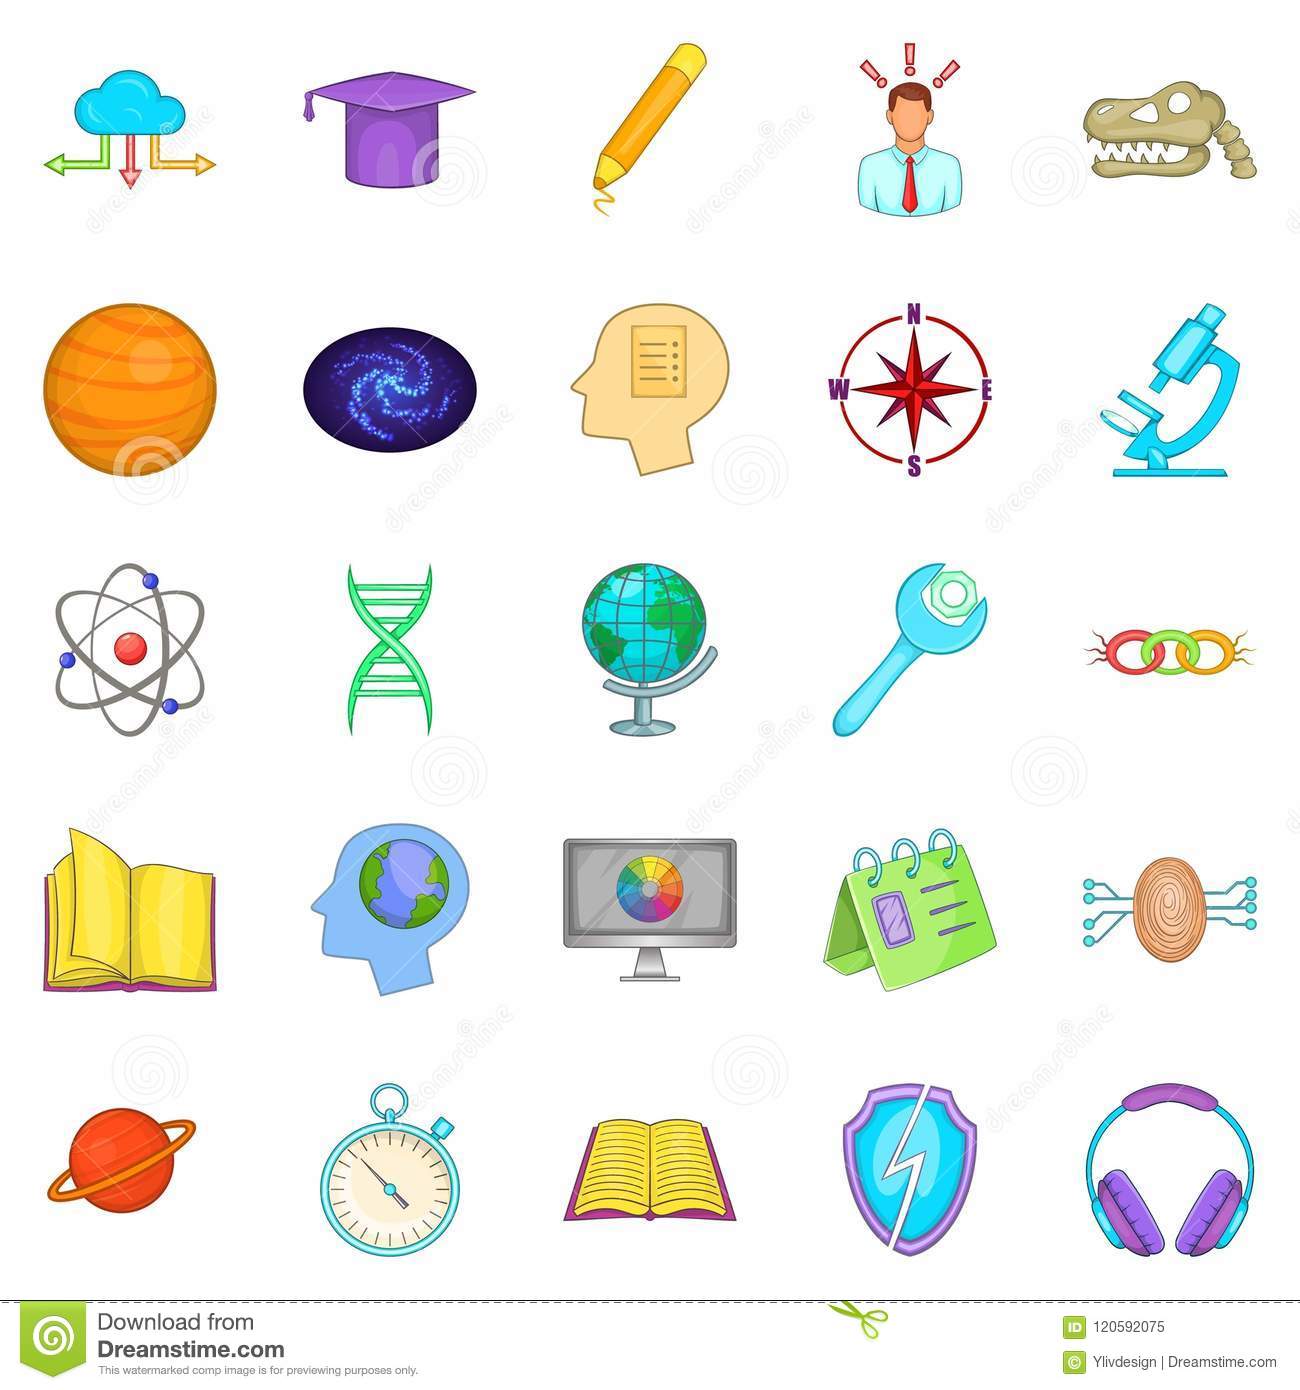 N
W E
S
Download from
Dreamstime.com
This watermarked comp image is for previewing purposes only.
ID 120592075
© Ylivdesign | Dreamstime.com